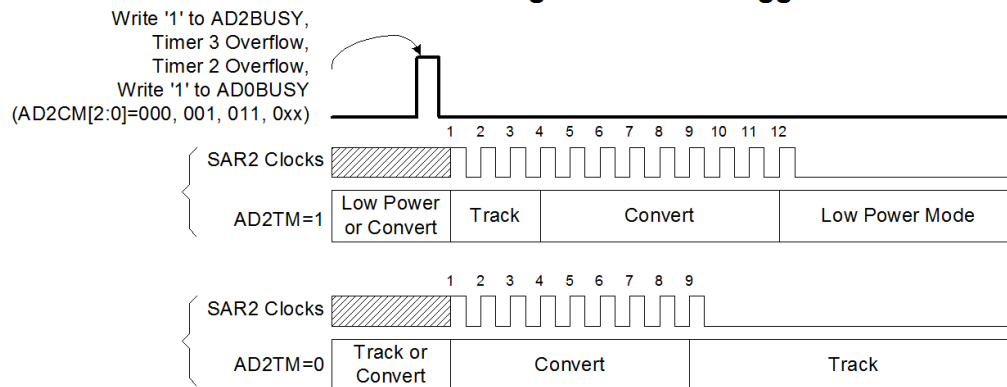 Write '1' to AD2BUSY,
Timer 3 Overflow,
Timer 2 Overflow,
Write '1' to AD0BUSY
(AD2CM[2:0]=000, 001, 011, 0xx)
1 2 3 4 5 6 7 8 9 10 11 12
SAR2 Clocks
AD2TM=1
Low Power
or Convert
Track
Convert
Low Power Mode
1 2 3 4 5 6 7 8 9
SAR2 Clocks
AD2TM=0
Track or
Convert
Convert
Track